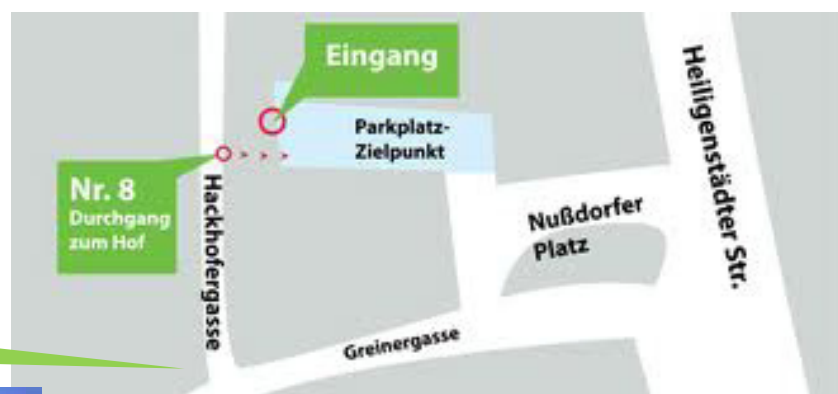 Eingang
Parkplatz-
Zielpunkt
Nr. 8
Durchgang
zum Hof
Hackhofergasse
Nußdorfer
Platz
Heiligenstädter Str.
Greinergasse